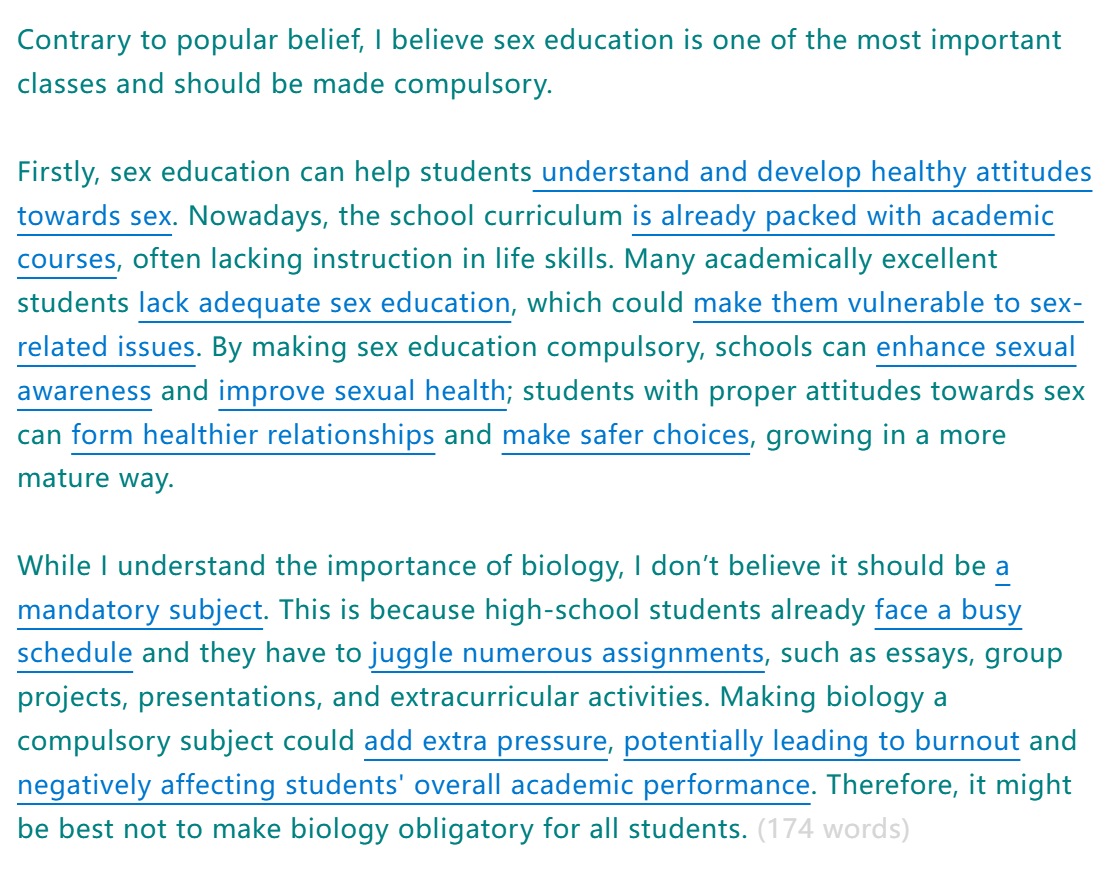 Contrary to popular belief, I believe sex education is one of the most important
classes and should be made compulsory.
Firstly, sex education can help students understand and develop healthy attitudes
towards sex. Nowadays, the school curriculum is already packed with academic
courses, often lacking instruction in life skills. Many academically excellent
students lack adequate sex education, which could make them vulnerable to sex-
related issues. By making sex education compulsory, schools can enhance sexual
awareness and improve sexual health; students with proper attitudes towards sex
can form healthier relationships and make safer choices, growing in a more
mature way.
While I understand the importance of biology, I don’t believe it should be a
mandatory subject. This is because high-school students already face a busy
schedule and they have to juggle numerous assignments, such as essays, group
projects, presentations, and extracurricular activities. Making biology a
compulsory subject could add extra pressure, potentially leading to burnout and
negatively affecting students' overall academic performance. Therefore, it might
be best not to make biology obligatory for all students. (174 words)